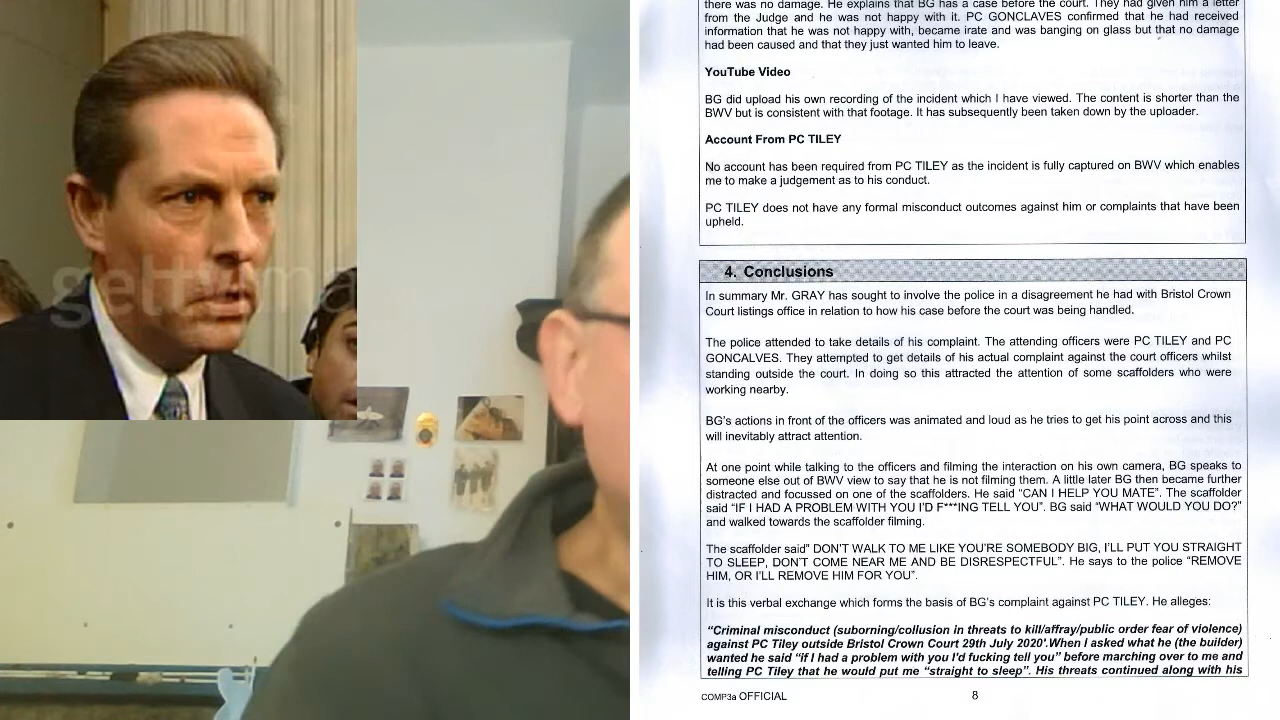 gettyima
there was no damage. He explains that BG has a case before the court. They had given him a letter
from the Judge and he was not happy with it. PC GONCLAVES confirmed that he had received
information that he was not happy with, became irate and was banging on glass but that no damage
had been caused and that they just wanted him to leave.
YouTube Video
BG did upload his own recording of the incident which I have viewed. The content is shorter than the
BWV but is consistent with that footage. It has subsequently been taken down by the uploader.
Account From PC TILEY
No account has been required from PC TILEY as the incident is fully captured on BWV which enables
me to make a judgement as to his conduct.
PC TILEY does not have any formal misconduct outcomes against him or complaints that have been
upheld.
4. Conclusions
In summary Mr. GRAY has sought to involve the police in a disagreement he had with Bristol Crown
Court listings office in relation to how his case before the court was being handled.
The police attended to take details of his complaint. The attending officers were PC TILEY and PC
GONCALVES. They attempted to get details of his actual complaint against the court officers whilst
standing outside the court. In doing so this attracted the attention of some scaffolders who were
working nearby.
BG's actions in front of the officers was animated and loud as he tries to get his point across and this
will inevitably attract attention.
At one point while talking to the officers and filming the interaction on his own camera, BG speaks to
someone else out of BWV view to say that he is not filming them. A little later BG then became further
distracted and focussed on one of the scaffolders. He said "CAN I HELP YOU MATE". The scaffolder
said "IF I HAD A PROBLEM WITH YOU I'D F***ING TELL YOU". BG said "WHAT WOULD YOU DO?"
and walked towards the scaffolder filming.
The scaffolder said" DON'T WALK TO ME LIKE YOU'RE SOMEBODY BIG, I'LL PUT YOU STRAIGHT
TO SLEEP, DON'T COME NEAR ME AND BE DISRESPECTFUL". He says to the police "REMOVE
HIM, OR I'LL REMOVE HIM FOR YOU".
It is this verbal exchange which forms the basis of BG's complaint against PC TILEY. He alleges:
"Criminal misconduct (suborning/collusion in threats to kill/affray/public order fear of violence)
against PC Tiley outside Bristol Crown Court 29th July 2020'.When I asked what he (the builder)
wanted he said "if I had a problem with you I'd fucking tell you" before marching over to me and
telling PC Tiley that he would put me "straight to sleep". His threats continued along with his
COMP3a OFFICIAL
8